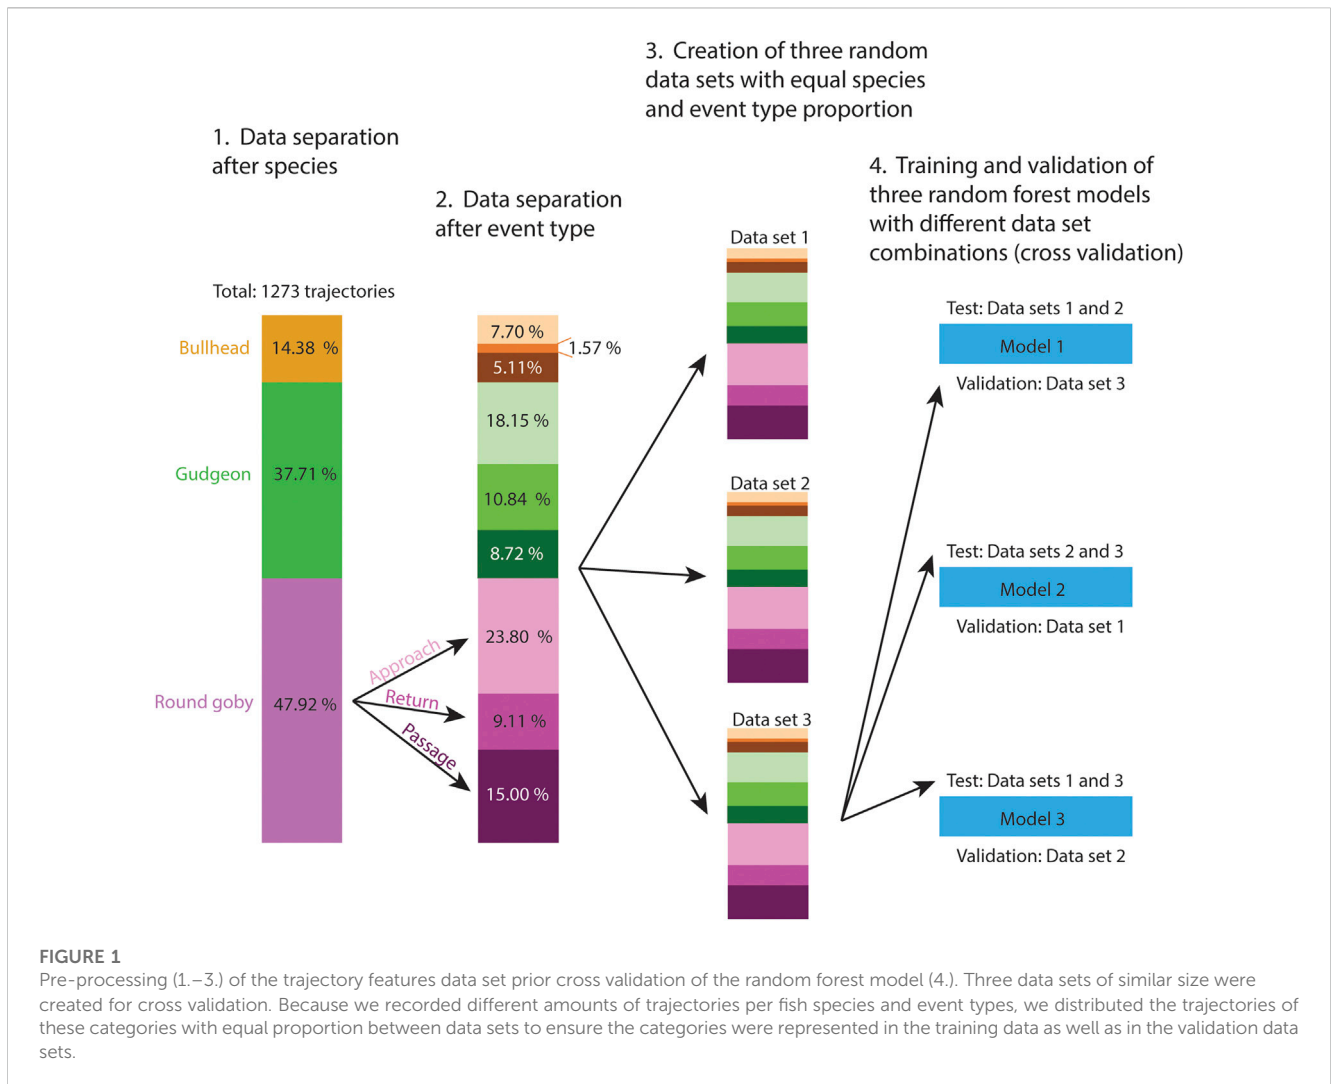 3. Creation of three random
data sets with equal species
and event type proportion
1. Data separation
after species
4. Training and validation of
three random forest models
with different data set
combinations (cross validation)
2. Data separation
after event type
Data set 1
Total: 1273 trajectories
Test: Data sets 1 and 2
Bullhead
14.38 %
7.70 %
1.57 %
5.11%
Model 1
Validation: Data set 3
18.15 %
Gudgeon
37.71 %
10.84 %
8.72 %
Data set 2
Test: Data sets 2 and 3
Model 2
Validation: Data set 1
Approach
23.80 %
Round goby
47.92 %
Return
9.11 %
Passage
15.00 %
Data set 3
Test: Data sets 1 and 3
Model 3
Validation: Data set 2
FIGURE 1
Pre-processing (1.–3.) of the trajectory features data set prior cross validation of the random forest model (4.). Three data sets of similar size were
created for cross validation. Because we recorded different amounts of trajectories per fish species and event types, we distributed the trajectories of
these categories with equal proportion between data sets to ensure the categories were represented in the training data as well as in the validation data
sets.